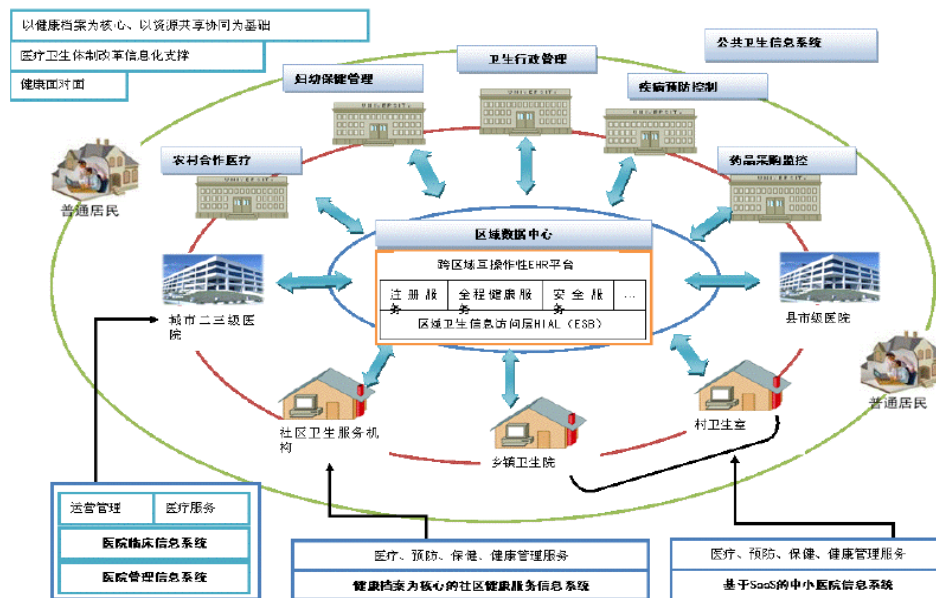 以健康档案为核心、以资源共享协同为基础
医疗卫生体制改革信息化支撑
健康面对面
公共卫生信息系统
卫生行政管理
妇幼保健管理
疾病预防控制
农村合作医疗
药品采购监控
普通居民
区域数据中心
跨区域互操作性EHR平台
注册服务
全程健康服务
安全服务
…
区域卫生信息访问层HIAL（ESB）
城市二三级医
院
县市级医院
普通居民
社区卫生服务机
构
乡镇卫生院
村卫生室
运营管理
医疗服务
医院临床信息系统
医院管理信息系统
医疗、预防、保健、健康管理服务
健康档案为核心的社区健康服务信息系统
医疗、预防、保健、健康管理服务
基于SaaS的中小医院信息系统